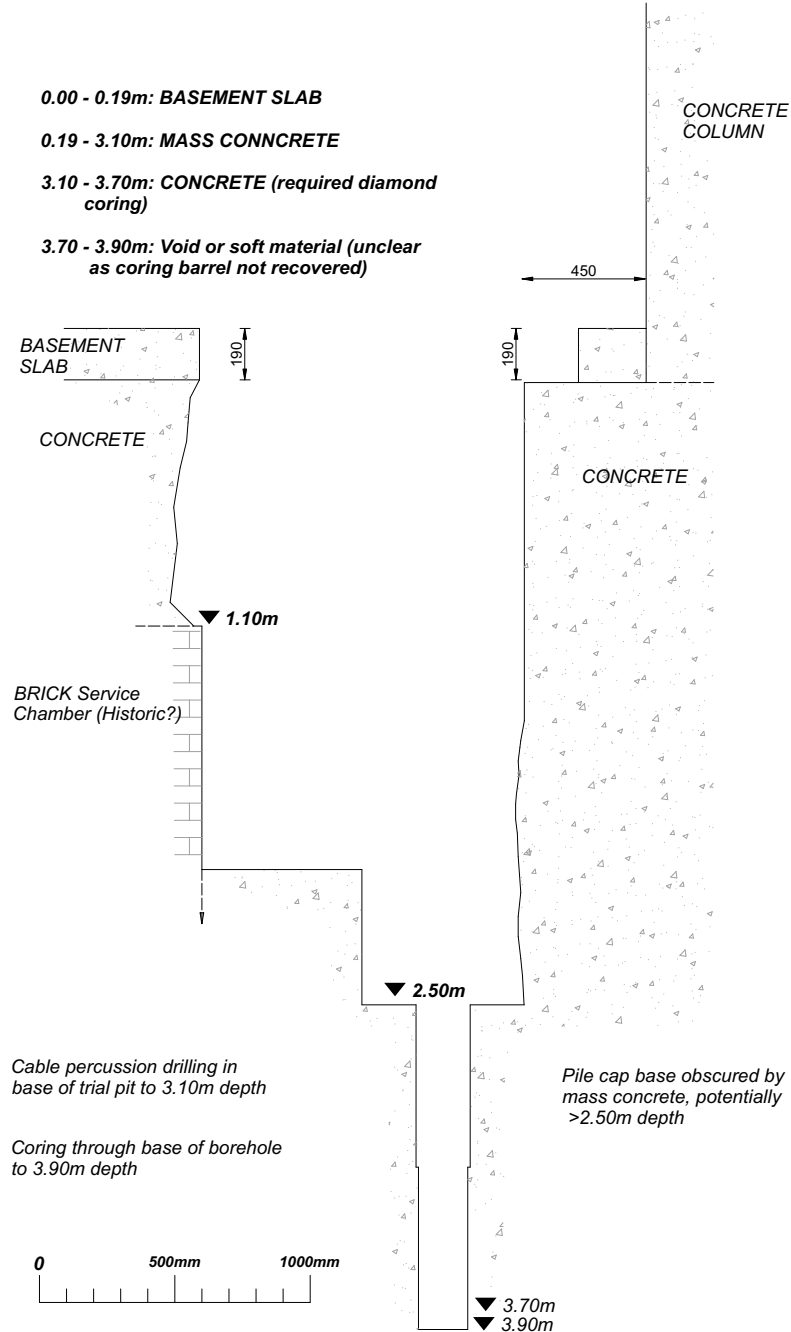 0.00 - 0.19m: BASEMENT SLAB
0.19 - 3.10m: MASS CONNCRETE
3.10 - 3.70m: CONCRETE (required diamond
coring)
3.70 - 3.90m: Void or soft material (unclear
as coring barrel not recovered)
CONCRETE
COLUMN
450
BASEMENT
SLAB
190
190
CONCRETE
CONCRETE
1.10m
BRICK Service
Chamber (Historic?)
2.50m
Cable percussion drilling in
base of trial pit to 3.10m depth
Pile cap base obscured by
mass concrete, potentially
>2.50m depth
Coring through base of borehole
to 3.90m depth
0 500mm 1000mm
3.70m
3.90m